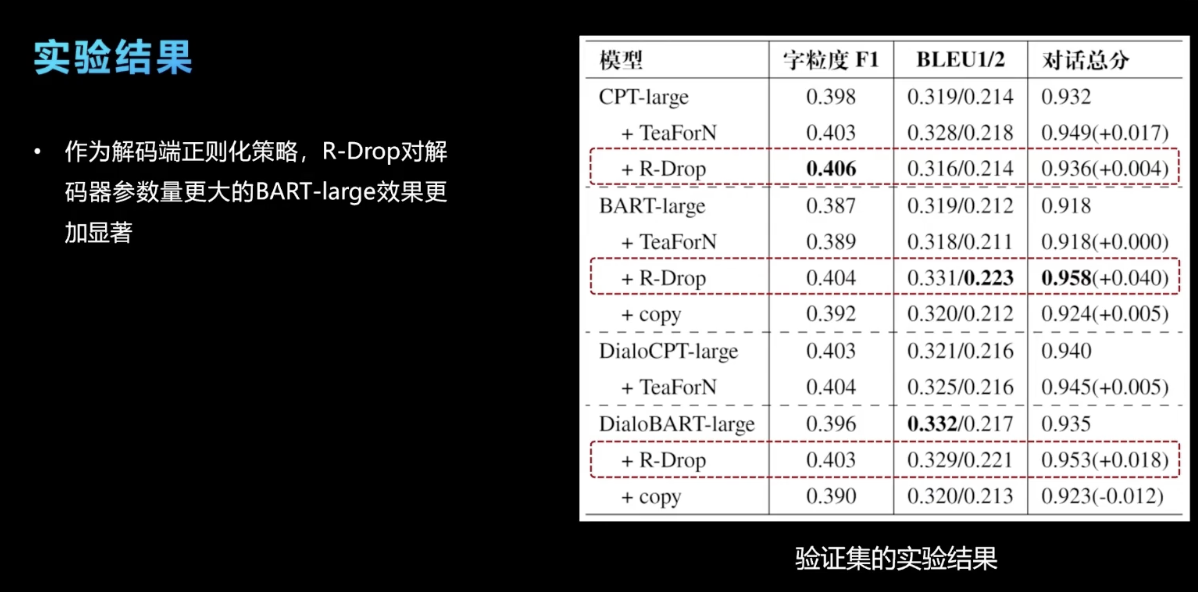 实验结果
• 作为解码端正则化策略，R-Drop对解
码器参数量更大的BART-large效果更
加显著
模型 字粒度 F1 BLEU1/2 对话总分
CPT-large 0.398 0.319/0.214 0.932
+ TeaForN 0.403 0.328/0.218 0.949(+0.017)
+ R-Drop 0.406 0.316/0.214 0.936(+0.004)
BART-large 0.387 0.319/0.212 0.918
+ TeaForN 0.389 0.318/0.211 0.918(+0.000)
+ R-Drop 0.404 0.331/0.223 0.958(+0.040)
+ copy 0.392 0.320/0.212 0.924(+0.005)
DialoCPT-large 0.403 0.321/0.216 0.940
+ TeaForN 0.404 0.325/0.216 0.945(+0.005)
DialoBART-large 0.396 0.332/0.217 0.935
+ R-Drop 0.403 0.329/0.221 0.953(+0.018)
+ copy 0.390 0.320/0.213 0.923(-0.012)
验证集的实验结果